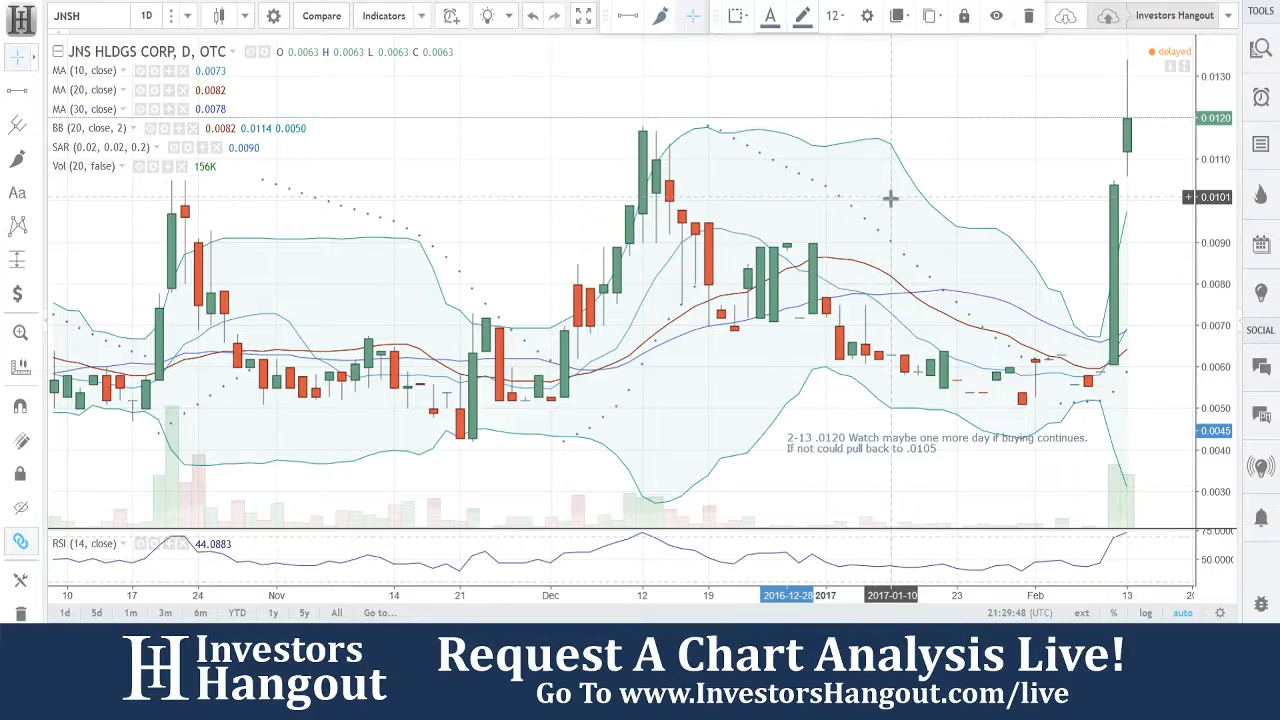 JNSH 1D Compare Indicators 12 Investors Hangout TOOLS
JNS HLDGS CORP, D, OTC O 0.0063 H 0.0063 L 0.0063 C 0.0063
delayed
MA (10, close) 0.0073
MA (20, close) 0.0082
MA (30, close) 0.0078
BB (20, close, 2) 0.0082 0.0114 0.0050
SAR (0.02, 0.02, 0.2) 0.0090
Vol (20, false) 156K
0.0130
0.0120
0.0110
0.0101
0.0090
0.0080
0.0070
0.0060
0.0050
0.0045
0.0040
0.0030
Aa
SOCIAL
2-13 .0120 Watch maybe one more day if buying continues.
If not could pull back to .0105
75.0000
RSI (14, close) 44.0883
50.0000
10 17 24 Nov 14 21 Dec 12 19 2016-12-28 2017 2017-01-10 23 Feb 13
1d 5d 1m 3m 6m YTD 1y 5y All Go to... 21:29:48 (UTC) ext % log auto
H Investors
Hangout
Request A Chart Analysis Live!
Go To www.InvestorsHangout.com/live